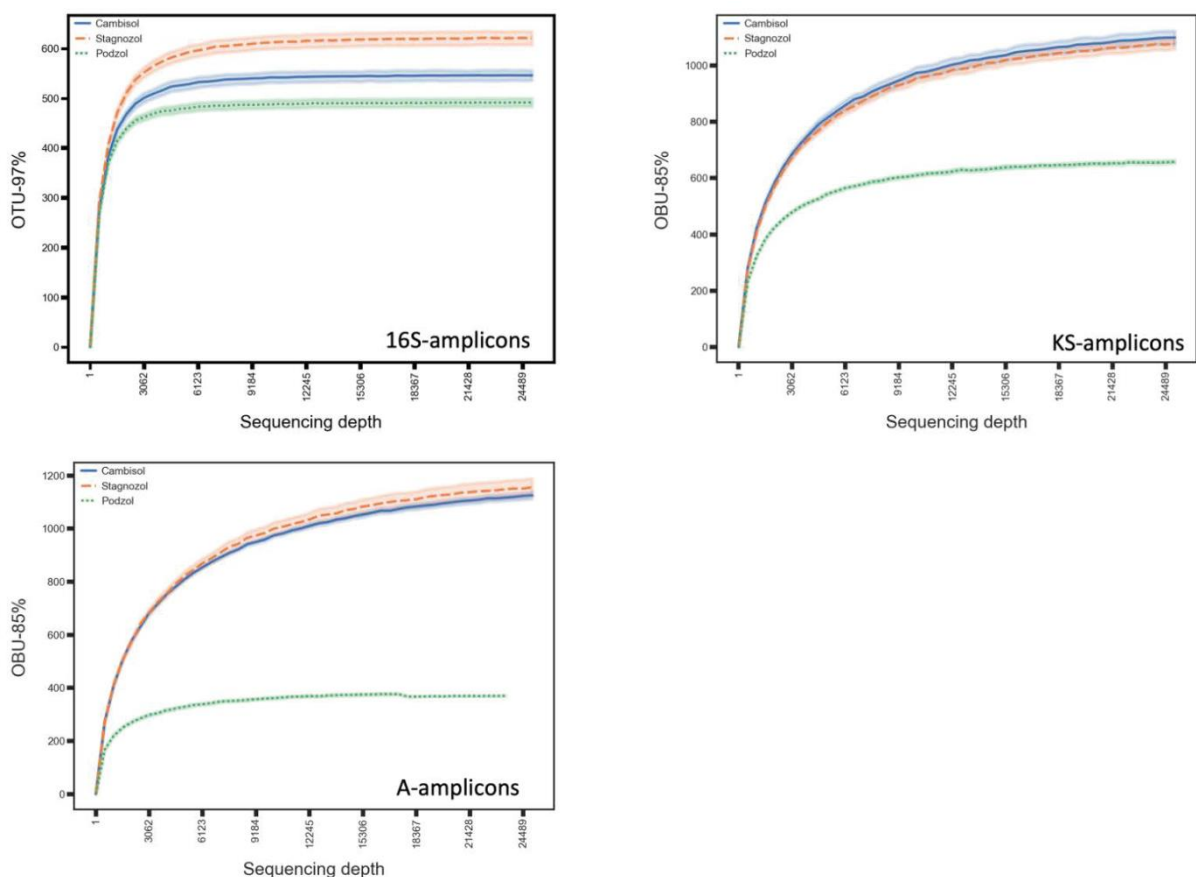 Cambisol
Stagnozol
Podzol
600
500
400
300
200
100
0
OTU-97%
16S-amplicons
1
3062
6123
9184
12245
15306
18367
21428
24489
Sequencing depth
Cambisol
Stagnozol
Podzol
1000
800
600
400
200
0
OBU-85%
KS-amplicons
1
3062
6123
9184
12245
15306
18367
21428
24489
Sequencing depth
Cambisol
Stagnozol
Podzol
1200
1000
800
600
400
200
0
OBU-85%
A-amplicons
1
3062
6123
9184
12245
15306
18367
21428
24489
Sequencing depth